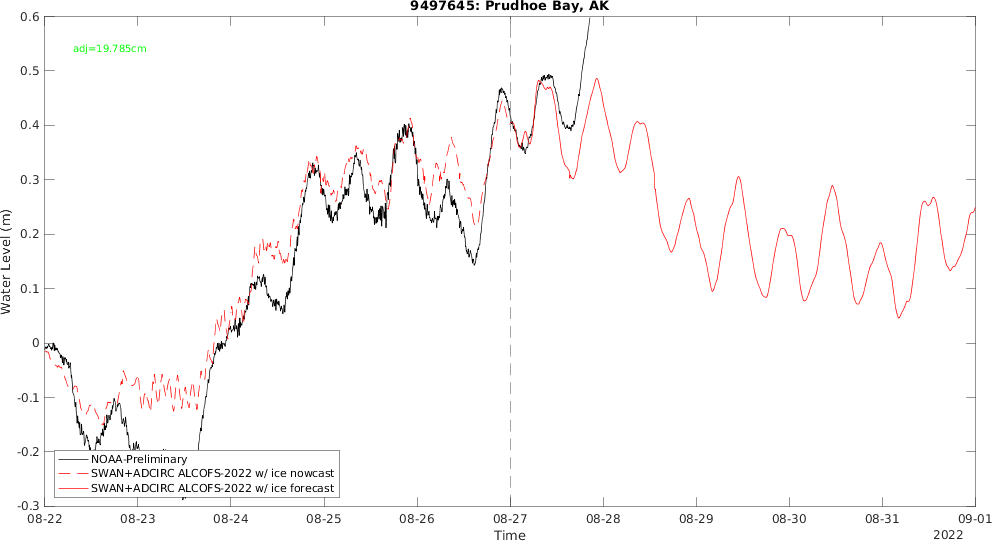 9497645: Prudhoe Bay, AK
adj=19.785cm
Water Level (m)
0.6
0.5
0.4
0.3
0.2
0.1
0
-0.1
-0.2
-0.3
NOAA-Preliminary
SWAN+ADCIRC ALCOFS-2022 w/ ice nowcast
SWAN+ADCIRC ALCOFS-2022 w/ ice forecast
08-22 08-23 08-24 08-25 08-26 08-27 08-28 08-29 08-30 08-31 09-01
Time
2022